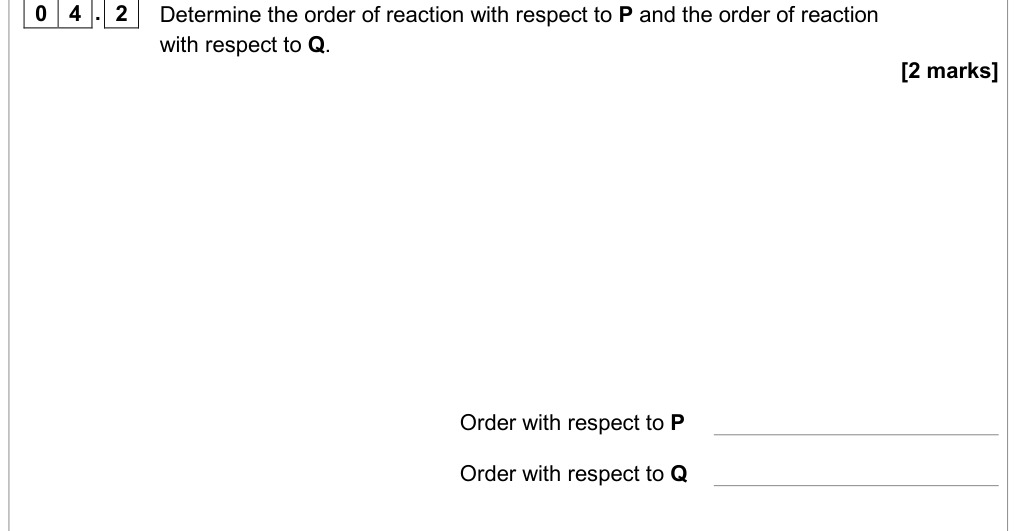 0 4 . 2 Determine the order of reaction with respect to P and the order of reaction
with respect to Q.
[2 marks]
Order with respect to P
Order with respect to Q